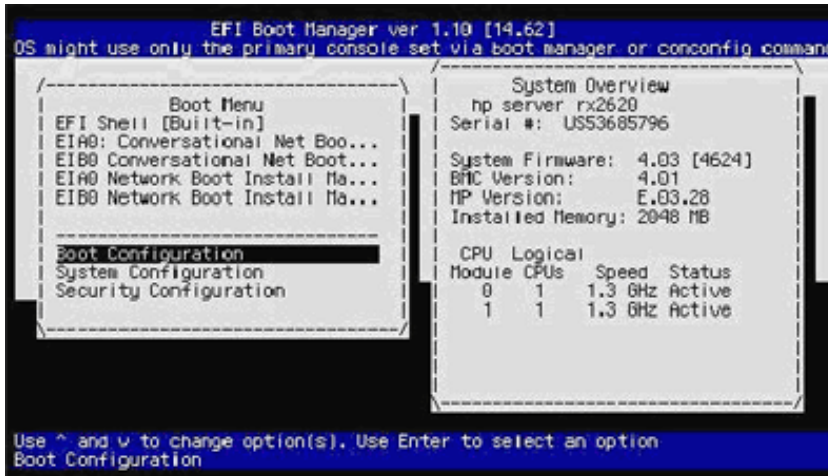 EFI Boot Manager ver 1.10 [14.62]
OS might use only the primary console set via boot manager or conconfig command
Boot Menu
EFI Shell [Built-in]
EIA0: Conversational Net Boo...
EIB0 Conversational Net Boot...
EIA0 Network Boot Install Ma...
EIB0 Network Boot Install Ma...
Boot Configuration
System Configuration
Security Configuration
System Overview
hp server rx2620
Serial #: US53685796
System Firmware: 4.03 [4624]
BMC Version: 4.01
MP Version: E.03.28
Installed Memory: 2048 MB
CPU Logical
Module CPUs Speed Status
0 1 1.3 GHz Active
1 1 1.3 GHz Active
Use ^ and v to change option(s). Use Enter to select an option
Boot Configuration